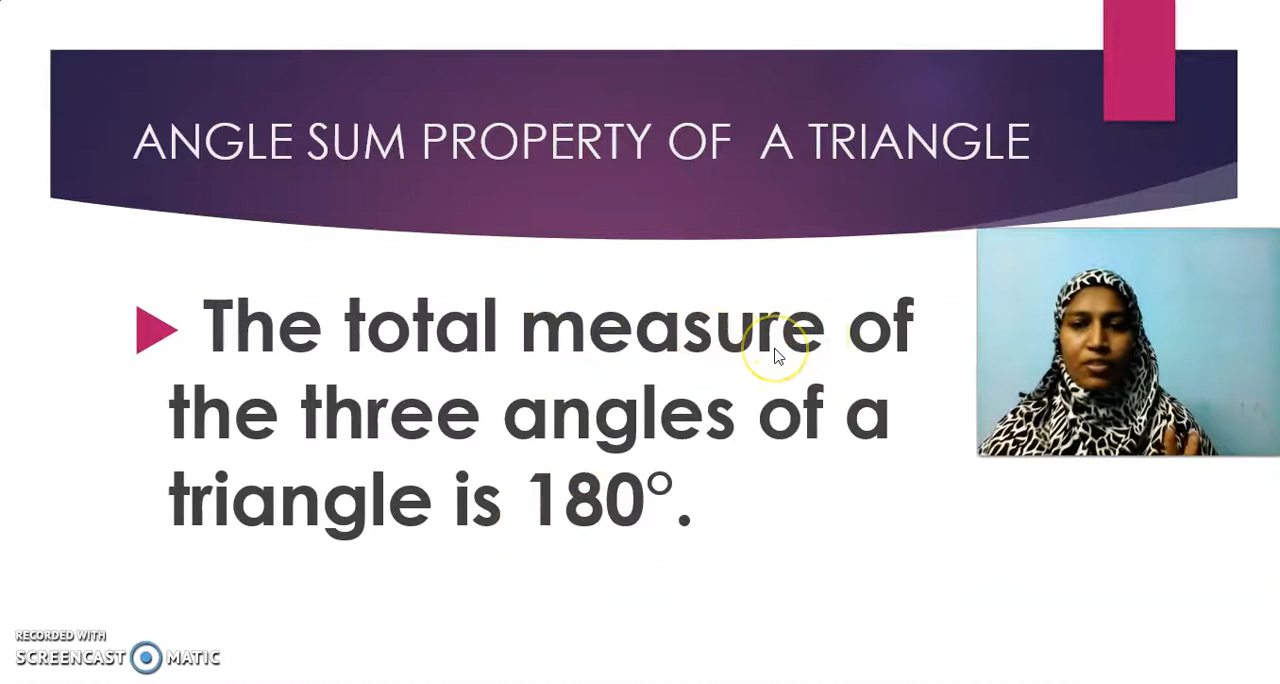 ANGLE SUM PROPERTY OF A TRIANGLE
The total measure of
the three angles of a
triangle is 180°.
RECORDED WITH
SCREENCAST MATIC